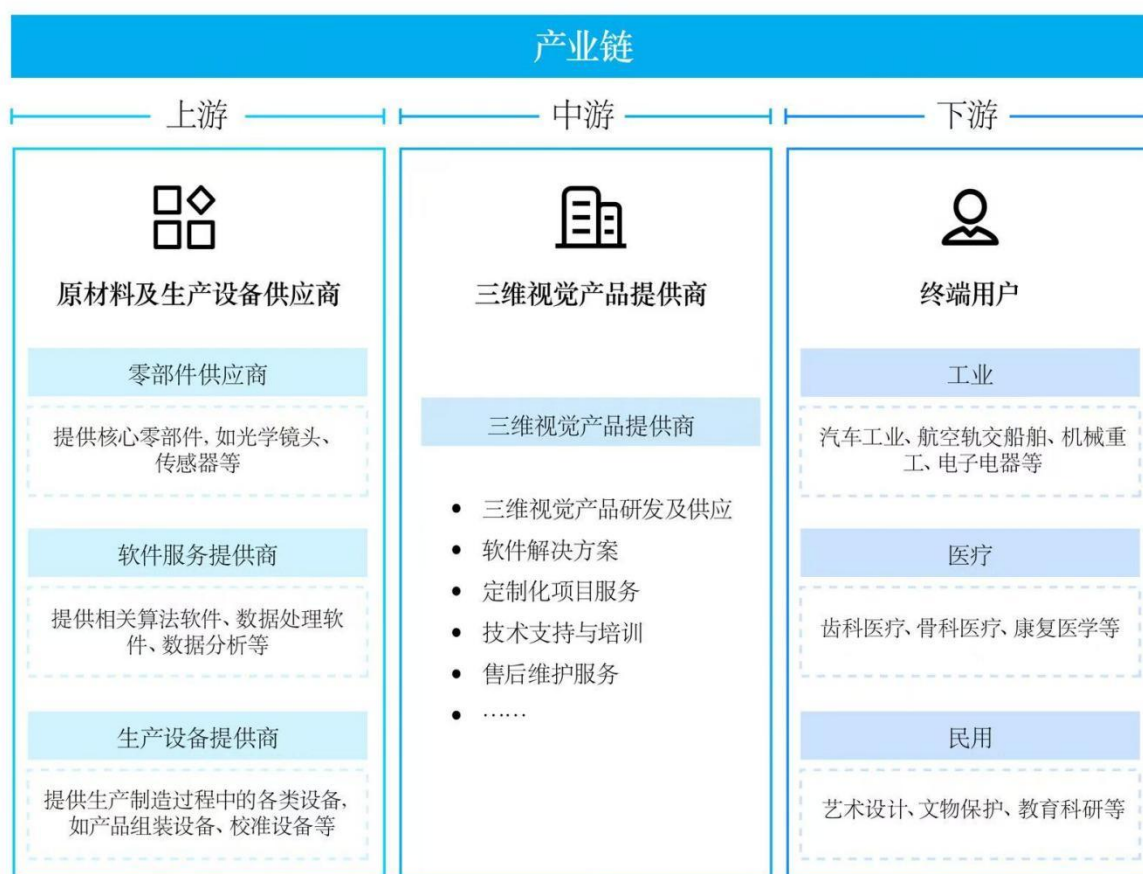 产业链
上游
中游
下游
原材料及生产设备供应商
零部件供应商
提供核心零部件, 如光学镜头、
传感器等
软件服务提供商
提供相关算法软件、数据处理软
件、数据分析等
生产设备提供商
提供生产制造过程中的各类设备,
如产品组装设备、校准设备等
三维视觉产品提供商
三维视觉产品提供商
• 三维视觉产品研发及供应
• 软件解决方案
• 定制化项目服务
• 技术支持与培训
• 售后维护服务
• ……
终端用户
工业
汽车工业、航空轨交船舶、机械重
工、电子电器等
医疗
齿科医疗、骨科医疗、康复医学等
民用
艺术设计、文物保护、教育科研等